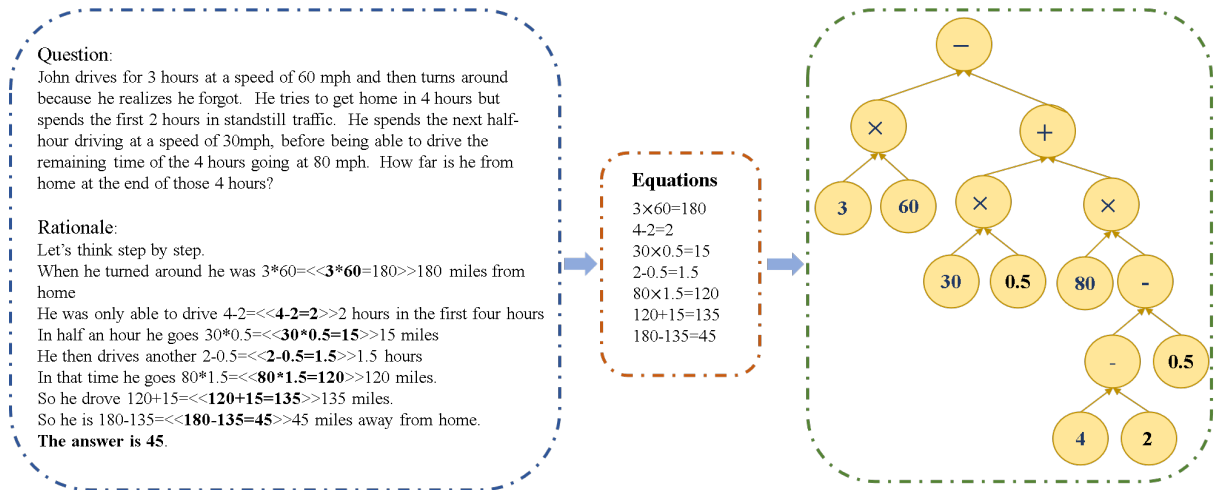 Question:
John drives for 3 hours at a speed of 60 mph and then turns around
because he realizes he forgot. He tries to get home in 4 hours but
spends the first 2 hours in standstill traffic. He spends the next half-
hour driving at a speed of 30mph, before being able to drive the
remaining time of the 4 hours going at 80 mph. How far is he from
home at the end of those 4 hours?
Rationale:
Let's think step by step.
When he turned around he was 3*60=<<3*60=180>>180 miles from
home
He was only able to drive 4-2=<<4-2=2>>2 hours in the first four hours
In half an hour he goes 30*0.5=<<30*0.5=15>>15 miles
He then drives another 2-0.5=<<2-0.5=1.5>>1.5 hours
In that time he goes 80*1.5=<<80*1.5=120>>120 miles.
So he drove 120+15=<<120+15=135>>135 miles.
So he is 180-135=<<180-135=45>>45 miles away from home.
The answer is 45.
Equations
3×60=180
4-2=2
30×0.5=15
2-0.5=1.5
80×1.5=120
120+15=135
180-135=45
−
× +
3 60 × ×
30 0.5 80 -
- 0.5
4 2